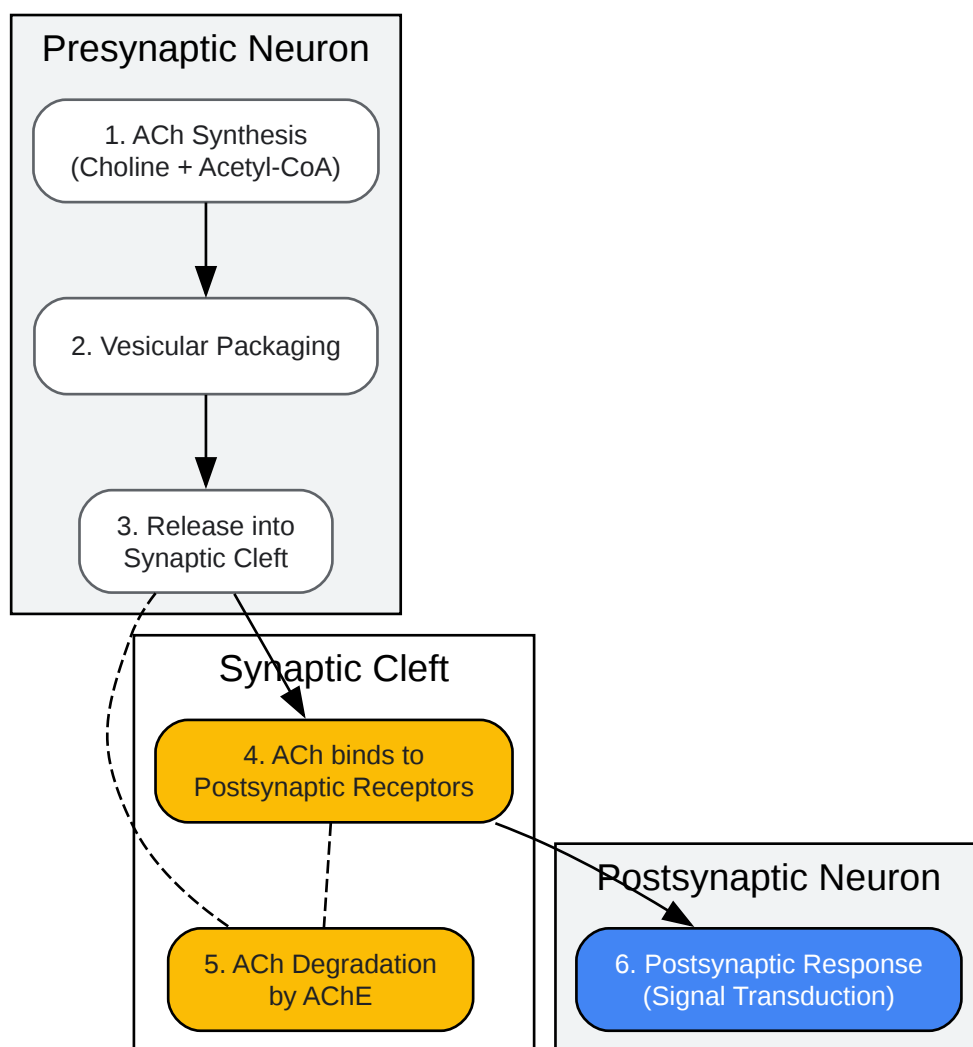 Presynaptic Neuron
1. ACh Synthesis
(Choline + Acetyl-CoA)
2. Vesicular Packaging
3. Release into
Synaptic Cleft
Synaptic Cleft
4. ACh binds to
Postsynaptic Receptors
5. ACh Degradation
by AChE
Postsynaptic Neuron
6. Postsynaptic Response
(Signal Transduction)